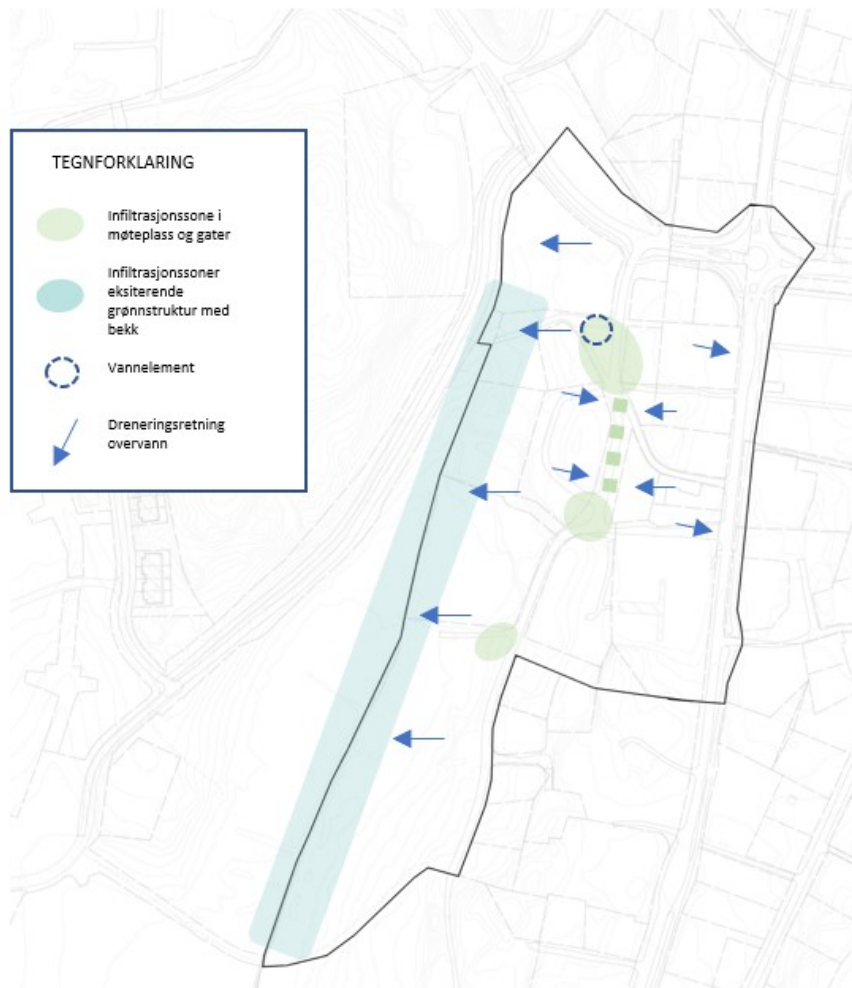 TEGNFORKLARING
Infiltrasjonssone i
møteplass og gater
Infiltrasjonssoner
eksiterende
grønnstruktur med
bekk
Vannelement
Dreneringsretning
overvann